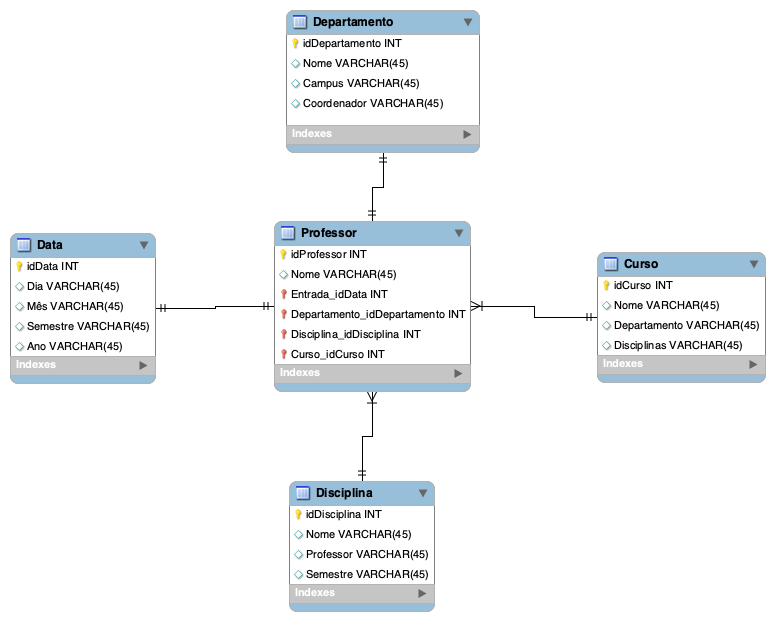 Departamento
idDepartamento INT
Nome VARCHAR(45)
Campus VARCHAR(45)
Coordenador VARCHAR(45)
Indexes
Data
idData INT
Dia VARCHAR(45)
Mês VARCHAR(45)
Semestre VARCHAR(45)
Ano VARCHAR(45)
Indexes
Professor
idProfessor INT
Nome VARCHAR(45)
Entrada_idData INT
Departamento_idDepartamento INT
Disciplina_idDisciplina INT
Curso_idCurso INT
Indexes
Curso
idCurso INT
Nome VARCHAR(45)
Departamento VARCHAR(45)
Disciplinas VARCHAR(45)
Indexes
Disciplina
idDisciplina INT
Nome VARCHAR(45)
Professor VARCHAR(45)
Semestre VARCHAR(45)
Indexes